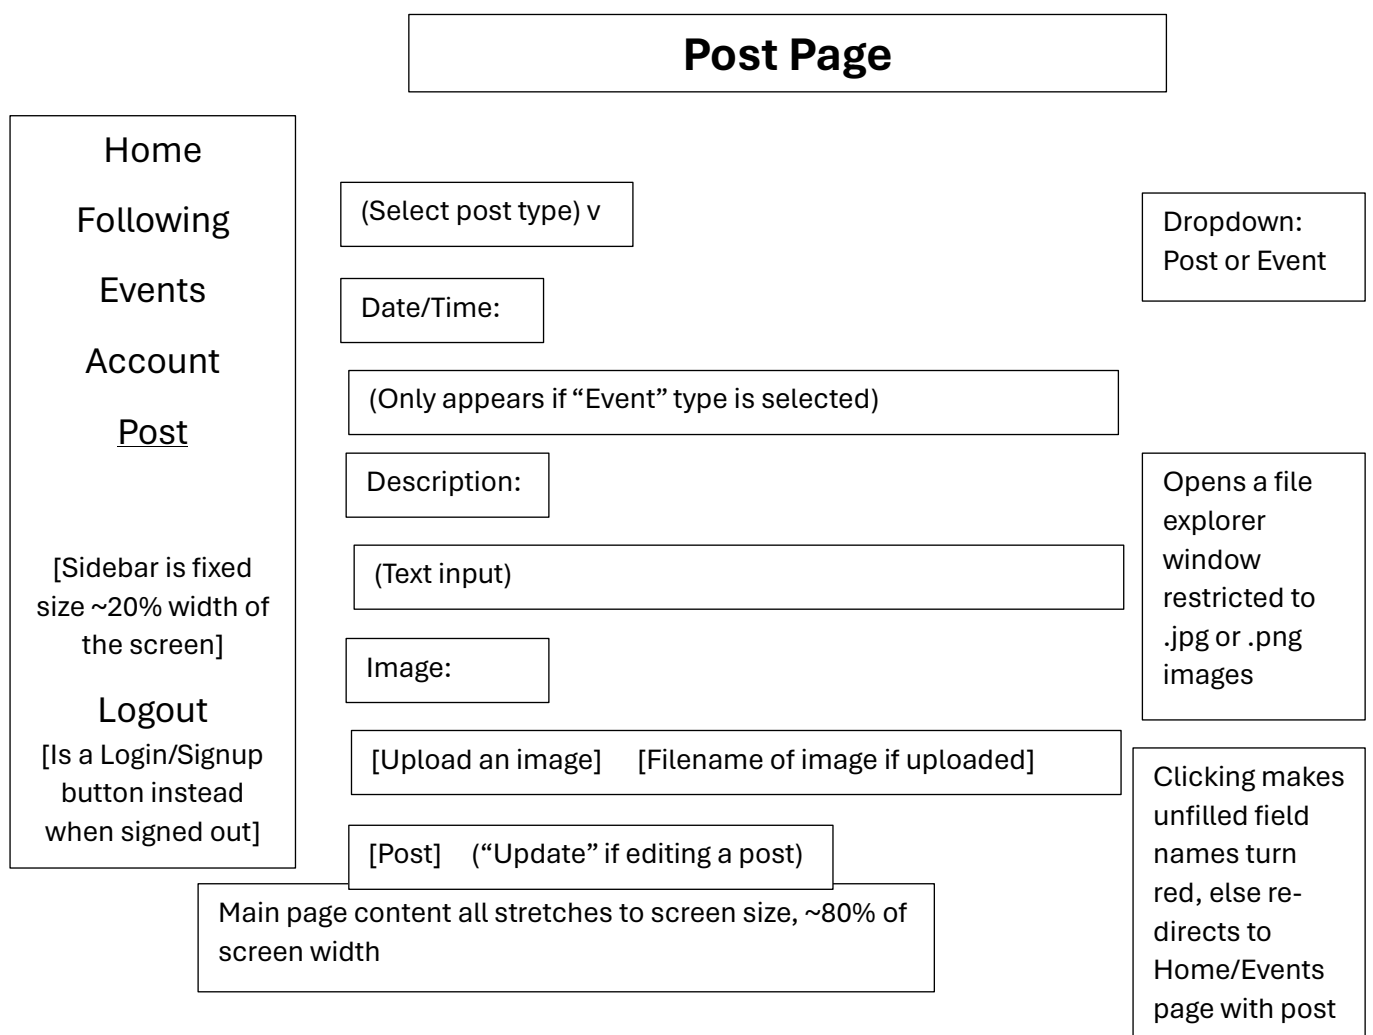 Post Page
Home
Following
Events
Account
Post
[Sidebar is fixed
size ~20% width of
the screen]
Logout
[Is a Login/Signup
button instead
when signed out]
(Select post type) v
Date/Time:
(Only appears if “Event” type is selected)
Description:
(Text input)
Image:
[Upload an image] [Filename of image if uploaded]
[Post] (“Update” if editing a post)
Main page content all stretches to screen size, ~80% of
screen width
Dropdown:
Post or Event
Opens a file
explorer
window
restricted to
.jpg or .png
images
Clicking makes
unfilled field
names turn
red, else re-
directs to
Home/Events
page with post